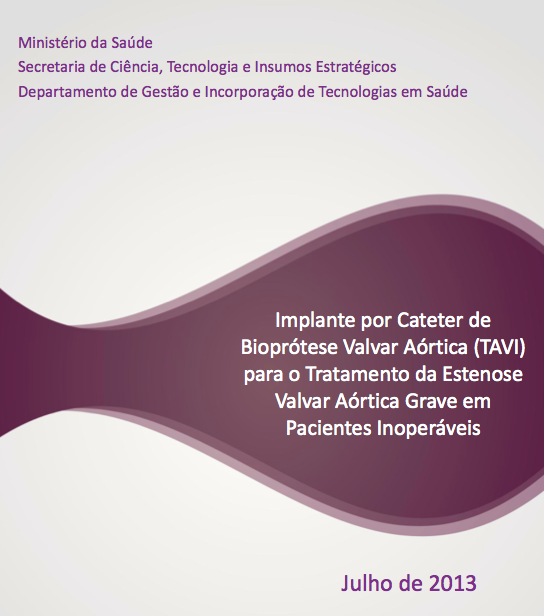 Ministério da Saúde
Secretaria de Ciência, Tecnologia e Insumos Estratégicos
Departamento de Gestão e Incorporação de Tecnologias em Saúde
Implante por Cateter de
Bioprótese Valvar Aórtica (TAVI)
para o Tratamento da Estenose
Valvar Aórtica Grave em
Pacientes Inoperáveis
Julho de 2013